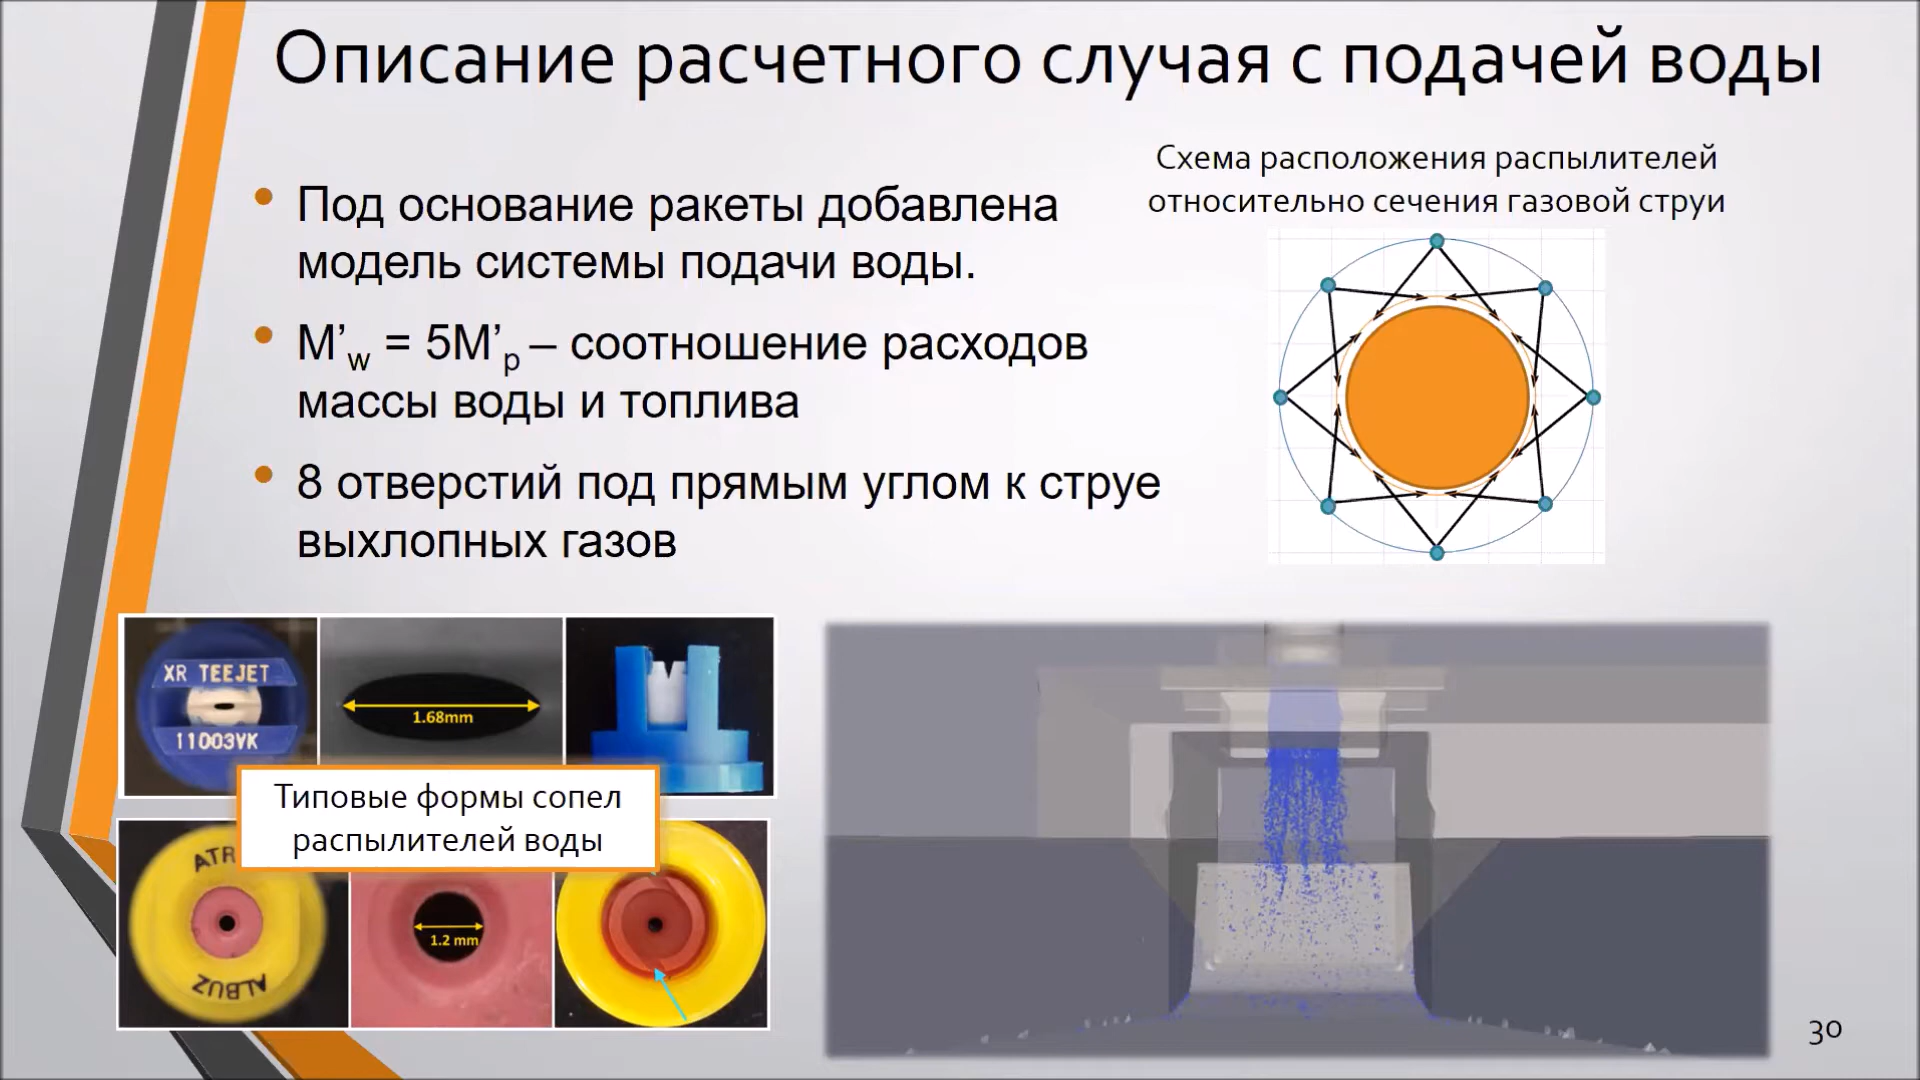 Описание расчетного случая с подачей воды
• Под основание ракеты добавлена
модель системы подачи воды.
• M’w = 5M’p – соотношение расходов
массы воды и топлива
• 8 отверстий под прямым углом к струе
выхлопных газов
Схема расположения распылителей
относительно сечения газовой струи
XR TEEJET
11003VK
1.68mm
Типовые формы сопел
распылителей воды
ATR
ALBUZ
1.2 mm
30